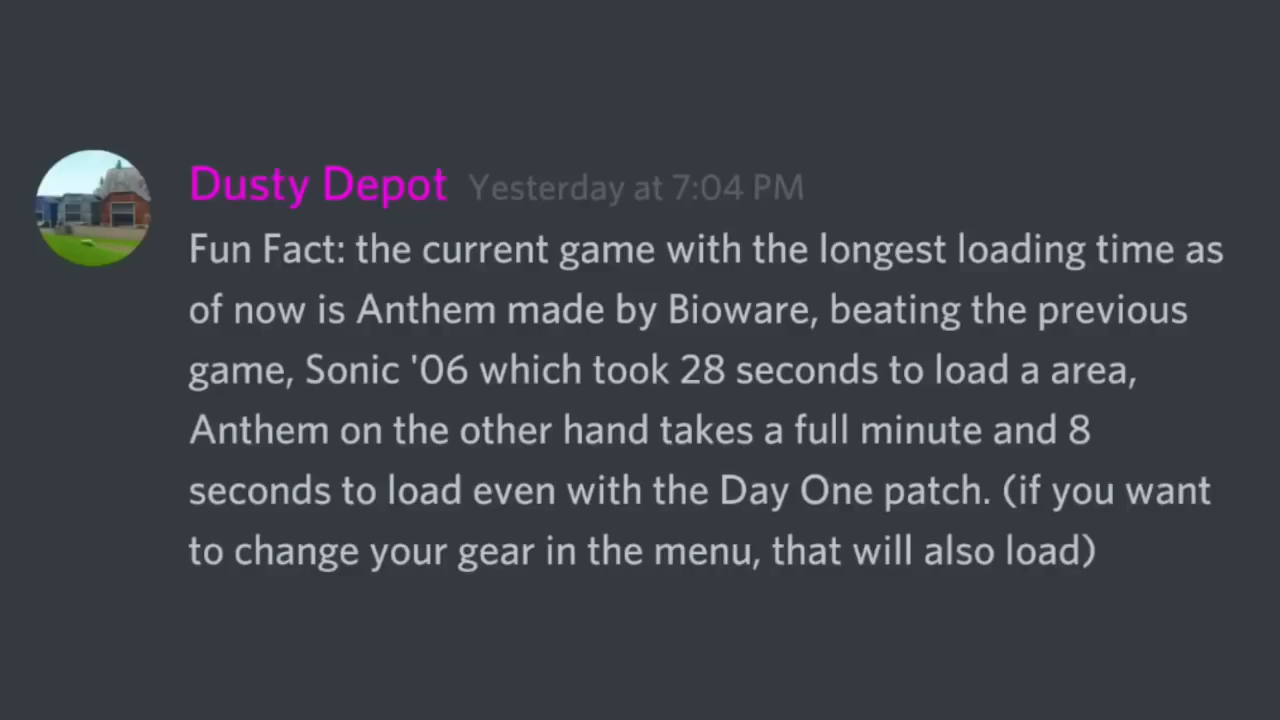 Dusty Depot Yesterday at 7:04 PM
Fun Fact: the current game with the longest loading time as
of now is Anthem made by Bioware, beating the previous
game, Sonic '06 which took 28 seconds to load a area,
Anthem on the other hand takes a full minute and 8
seconds to load even with the Day One patch. (if you want
to change your gear in the menu, that will also load)